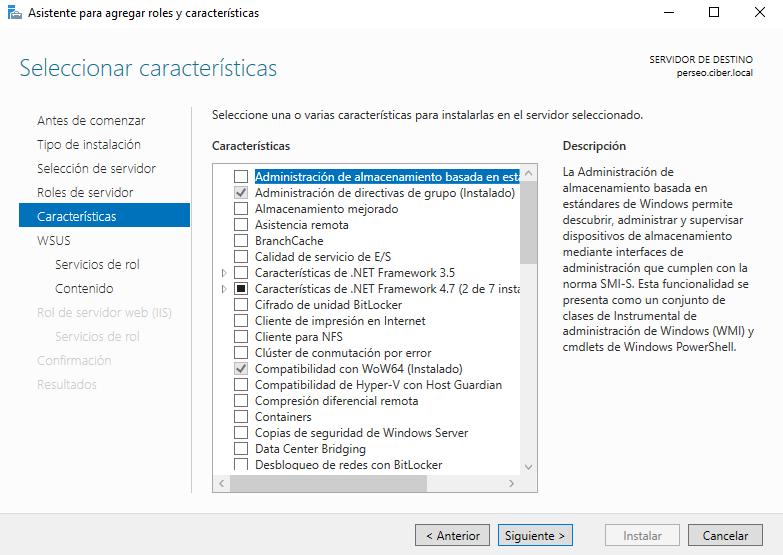 Asistente para agregar roles y características
Seleccionar características
SERVIDOR DE DESTINO
perseo.ciber.local
Antes de comenzar
Tipo de instalación
Selección de servidor
Roles de servidor
Características
WSUS
Servicios de rol
Contenido
Rol de servidor web (IIS)
Servicios de rol
Confirmación
Resultados
Seleccione una o varias características para instalarlas en el servidor seleccionado.
Características
Administración de almacenamiento basada en está
Administración de directivas de grupo (Instalado)
Almacenamiento mejorado
Asistencia remota
BranchCache
Calidad de servicio de E/S
Características de .NET Framework 3.5
Características de .NET Framework 4.7 (2 de 7 insta
Cifrado de unidad BitLocker
Cliente de impresión en Internet
Cliente para NFS
Clúster de conmutación por error
Compatibilidad con WoW64 (Instalado)
Compatibilidad de Hyper-V con Host Guardian
Compresión diferencial remota
Containers
Copias de seguridad de Windows Server
Data Center Bridging
Desbloqueo de redes con BitLocker
Descripción
La Administración de
almacenamiento basada en
estándares de Windows permite
descubrir, administrar y supervisar
dispositivos de almacenamiento
mediante interfaces de
administración que cumplen con la
norma SMI-S. Esta funcionalidad se
presenta como un conjunto de
clases de Instrumental de
administración de Windows (WMI) y
cmdlets de Windows PowerShell.
< Anterior
Siguiente >
Instalar
Cancelar